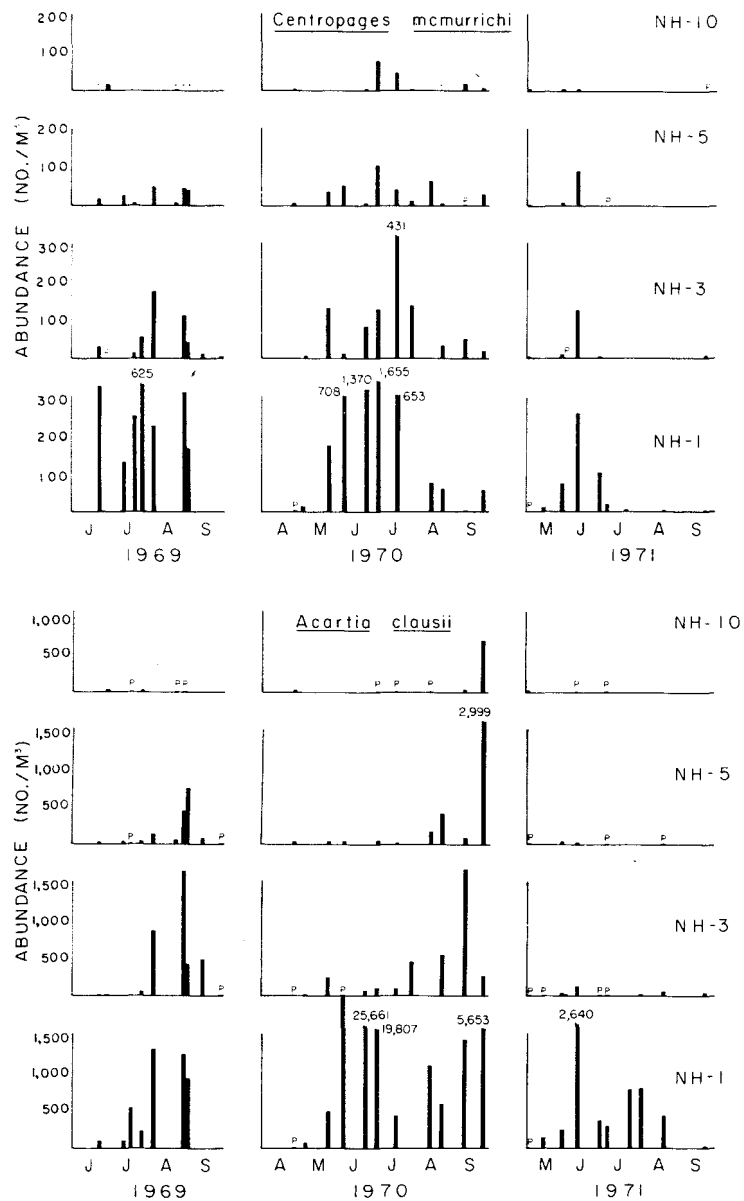 Centropages mcmurrichi
200
100
NH-10
P
200
100
NH-5
P
P
ABUNDANCE (NO./M³)
300
200
100
431
NH-3
P
300
200
100
625
708
1,370
1,655
653
NH-1
P
P
J J A S
A M J J A S
M J J A S
1969
1970
1971
Acartia clausii
1,000
500
NH-10
P P P
P P P
P P
1,500
1,000
500
2,999
NH-5
P P
P P P
ABUNDANCE (NO./M³)
1,500
1,000
500
NH-3
P
P P
P P P P
1,500
1,000
500
25,661
19,807
5,653
2,640
NH-1
P
P
J J A S
A M J J A S
M J J A S
1969
1970
1971